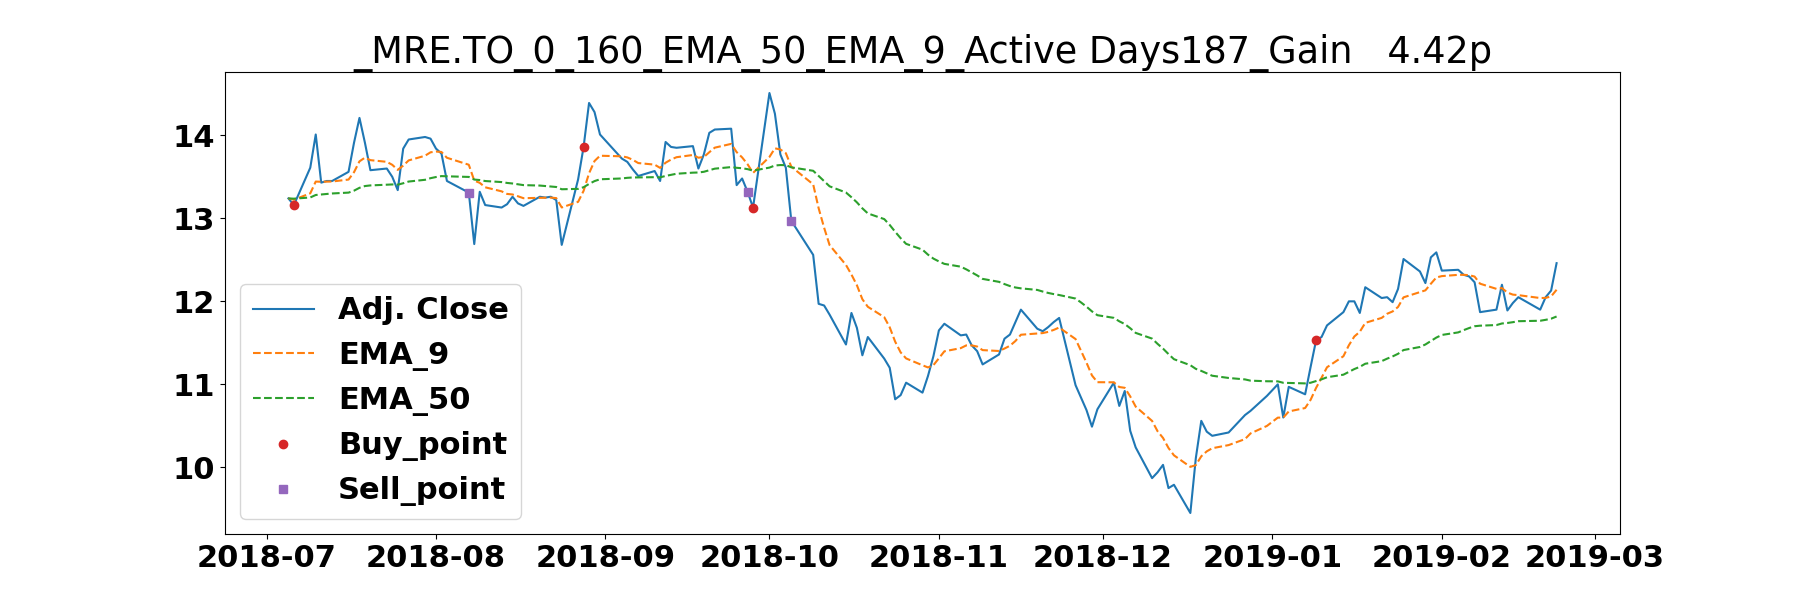 _MRE.TO_0_160_EMA_50_EMA_9_Active Days187_Gain   4.42p
14
13
12
11
10
Adj. Close
EMA_9
EMA_50
Buy_point
Sell_point
2018-07 2018-08 2018-09 2018-10 2018-11 2018-12 2019-01 2019-02 2019-03